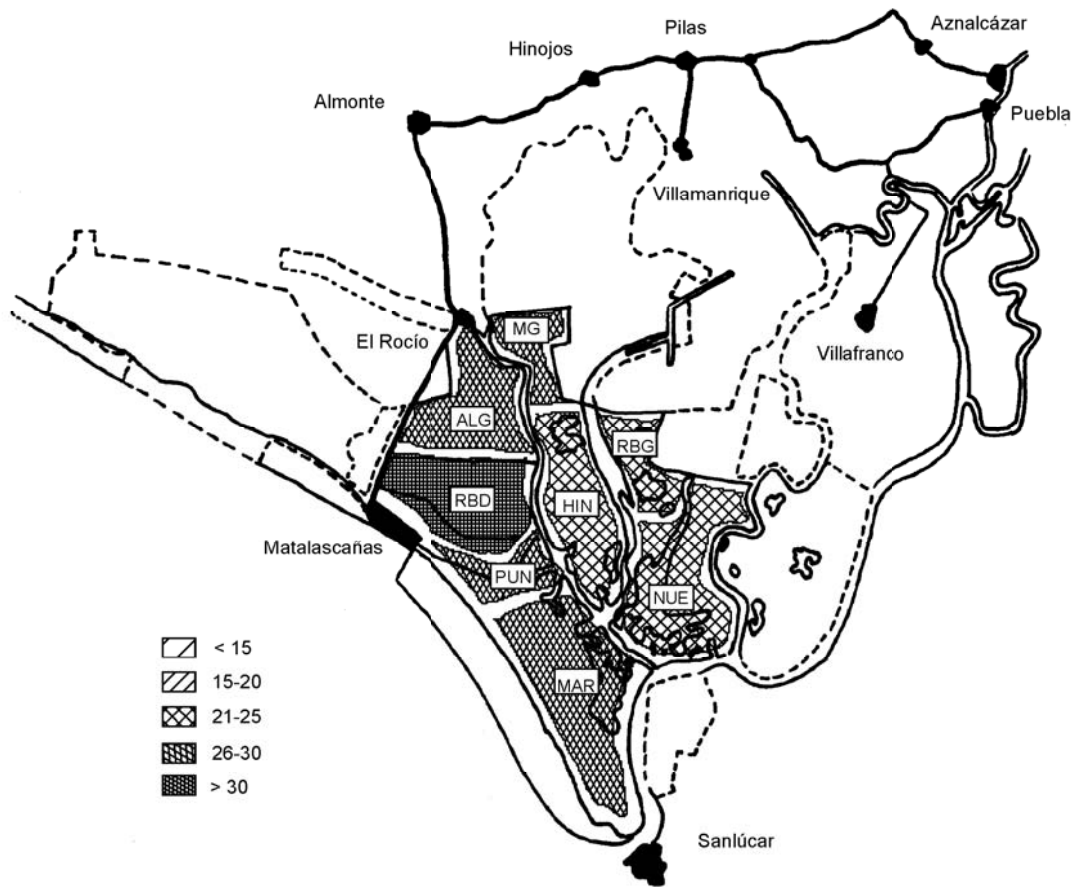 Aznalcázar
Pilas
Hinojos
Almonte
Puebla
Villamanrique
El Rocío
MG
Villafranco
ALG
RBG
RBD
HIN
Matalascañas
PUN
NUE
MAR
< 15
15-20
21-25
26-30
> 30
Sanlúcar